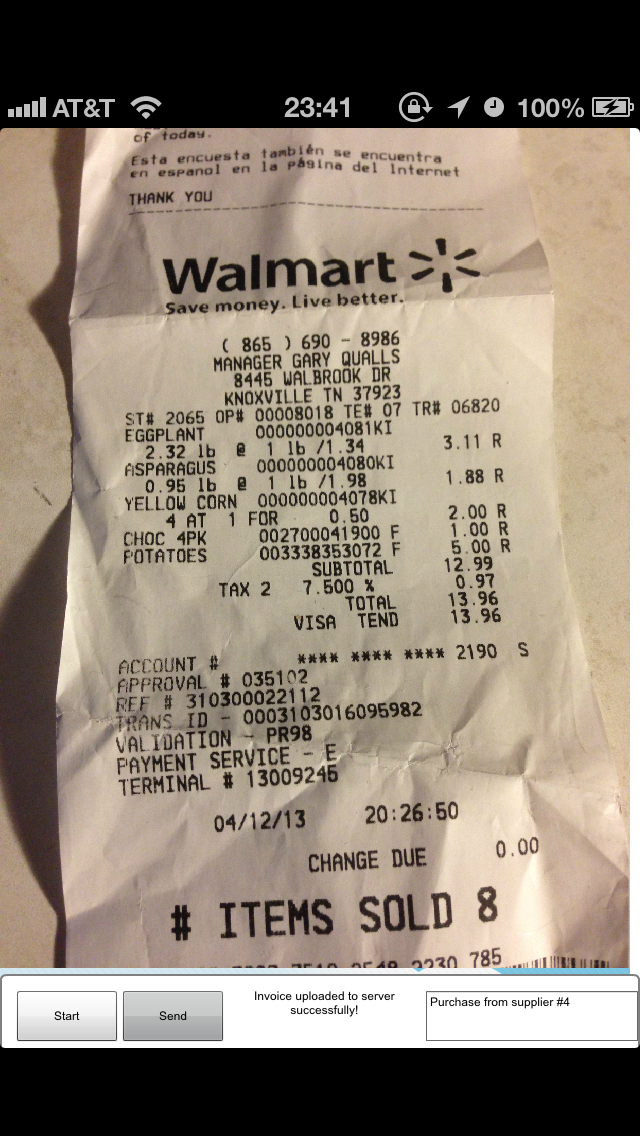 AT&T 23:41 100%
of today.
Esta encuesta también se encuentra
en espanol en la página del Internet
THANK YOU
Walmart
Save money. Live better.
( 865 ) 690 - 8986
MANAGER GARY QUALLS
8445 WALBROOK DR
KNOXVILLE TN 37923
ST# 2065 OP# 00008018 TE# 07 TR# 06820
EGGPLANT 000000004081KI
2.32 lb @ 1 lb /1.34 3.11 R
ASPARAGUS 000000004080KI
0.95 lb @ 1 lb /1.98 1.88 R
YELLOW CORN 000000004078KI
4 AT 1 FOR 0.50 2.00 R
CHOC 4PK 002700041900 F 1.00 R
POTATOES 003338353072 F 5.00 R
SUBTOTAL 12.99
TAX 2 7.500 % 0.97
TOTAL 13.96
VISA TEND 13.96
ACCOUNT # **** **** **** 2190 S
APPROVAL # 035102
REF # 310300022112
TRANS ID - 0003103016095982
VALIDATION - PR98
PAYMENT SERVICE - E
TERMINAL # 13009245
04/12/13 20:26:50
CHANGE DUE 0.00
# ITEMS SOLD 8
2230 785
Start
Send
Invoice uploaded to server
successfully!
Purchase from supplier #4